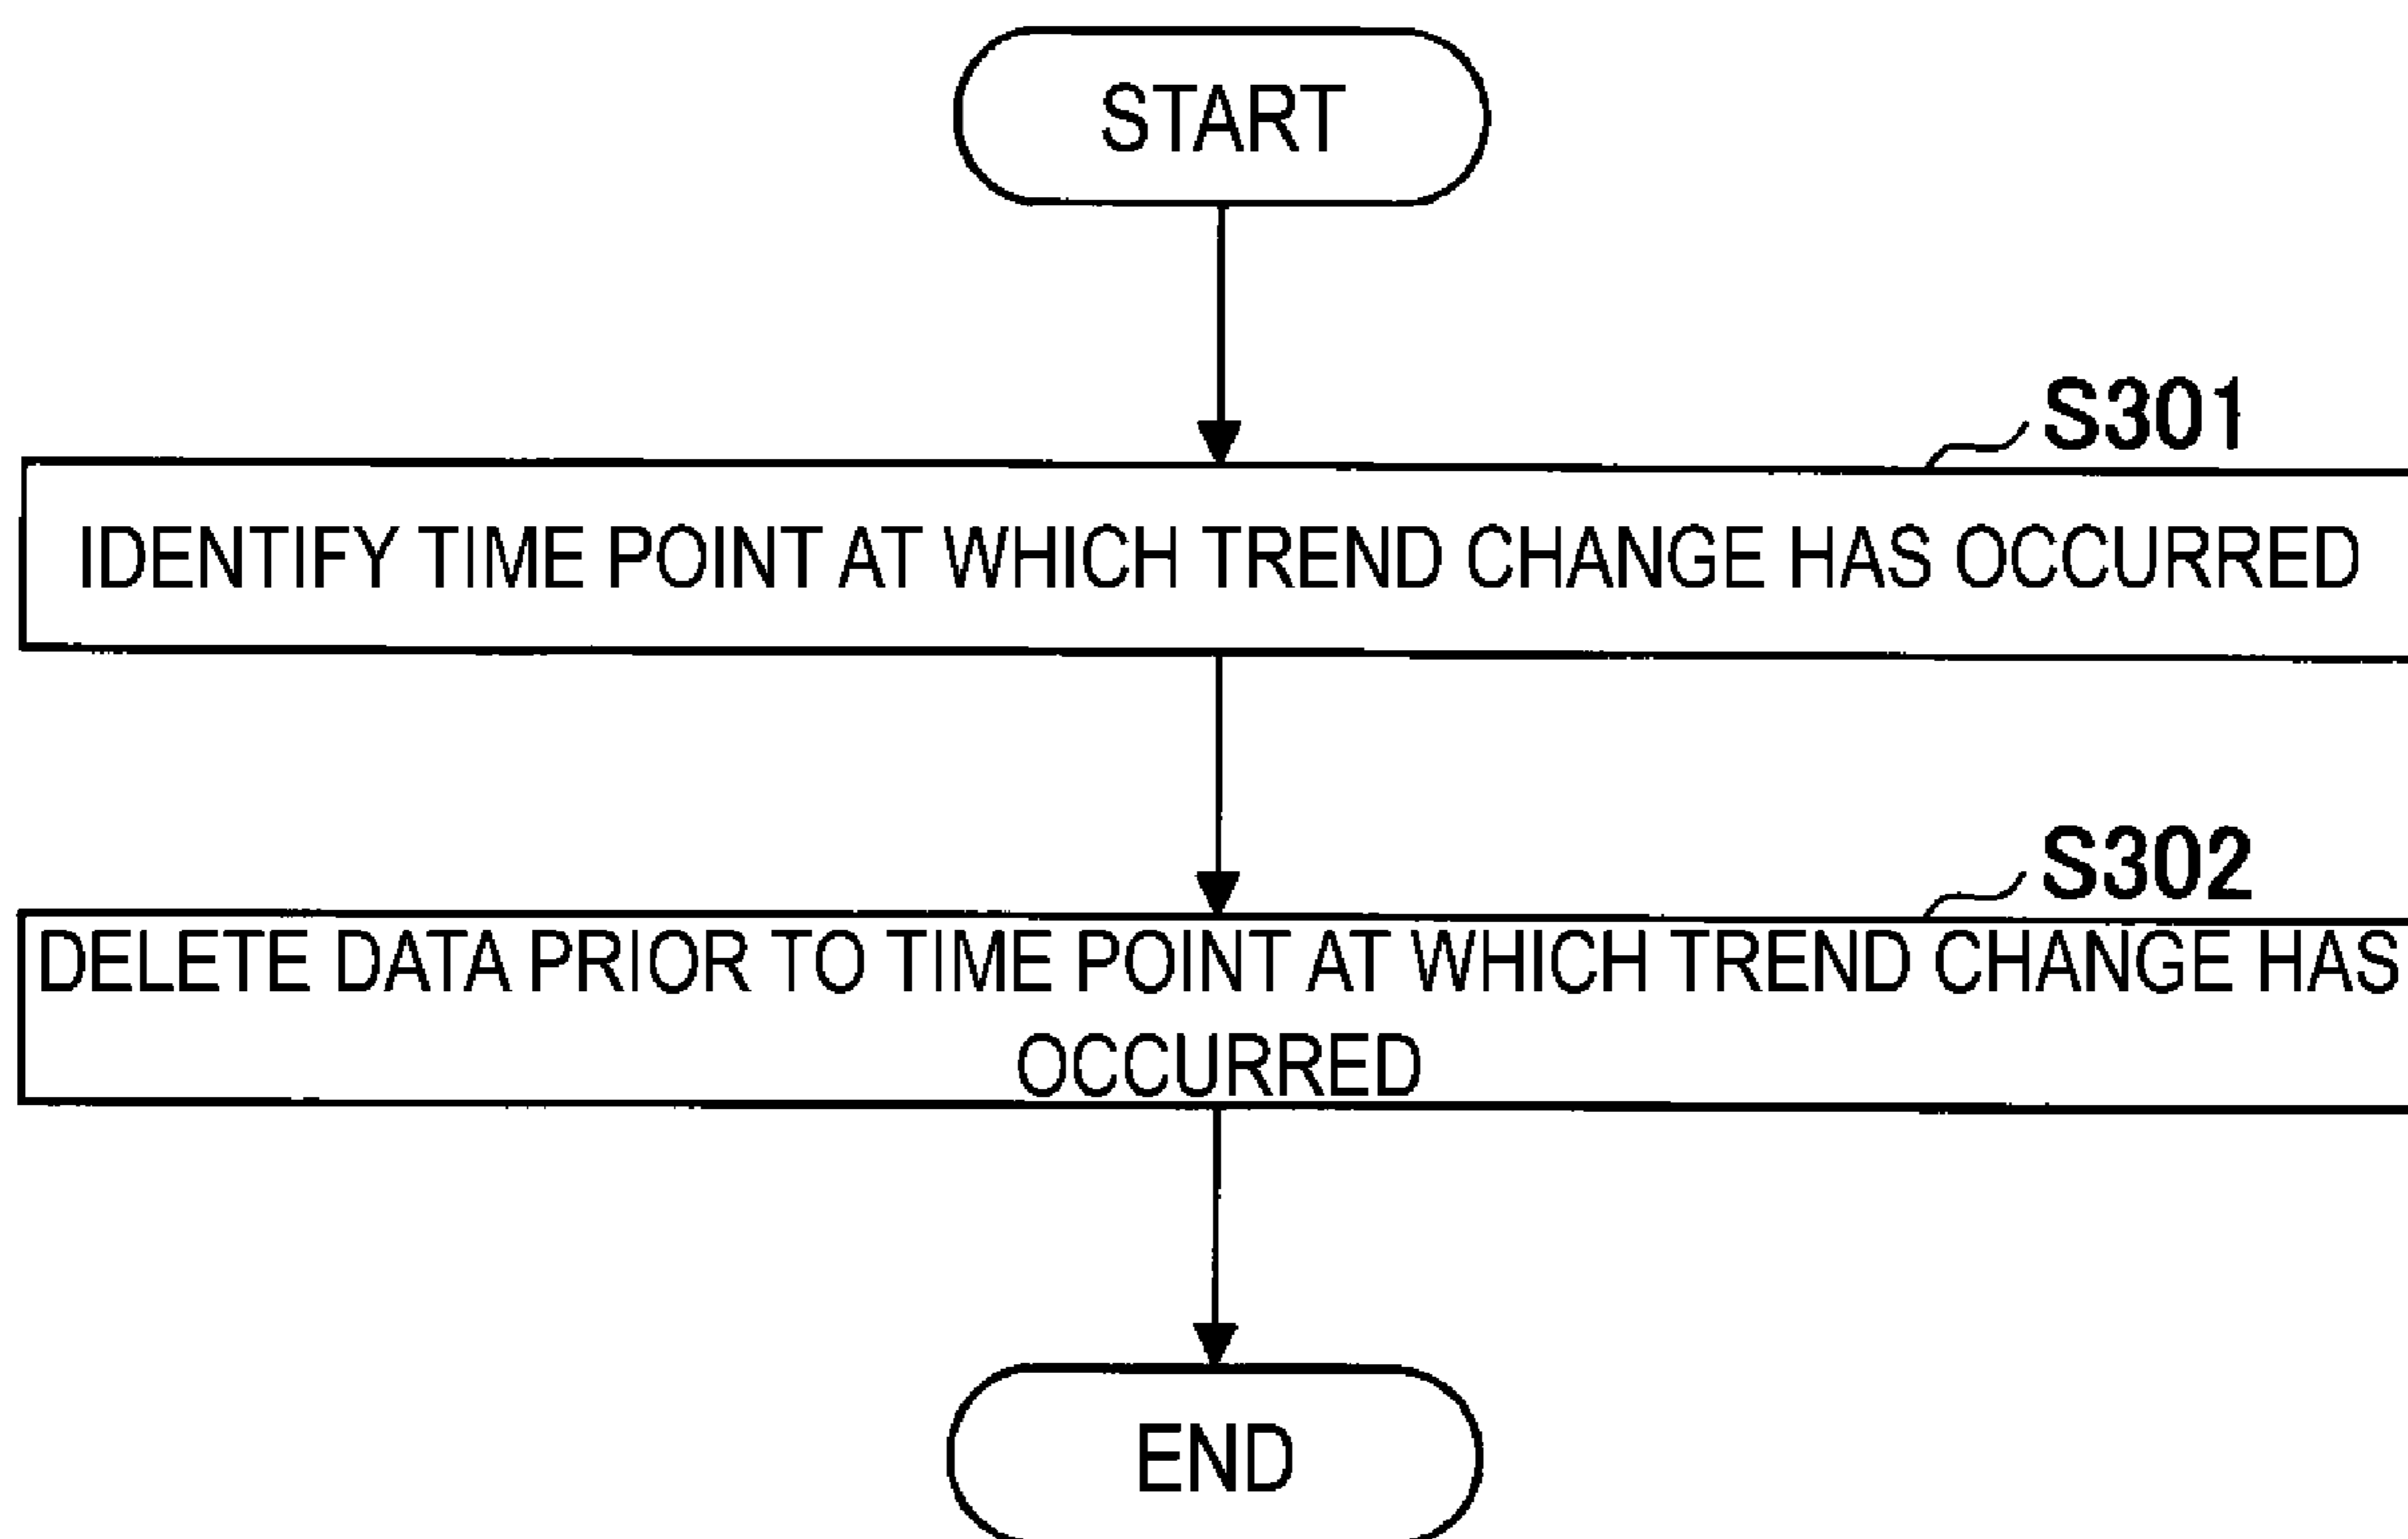 START
S301
IDENTIFY TIME POINT AT WHICH TREND CHANGE HAS OCCURRED
S302
DELETE DATA PRIOR TO TIME POINT AT WHICH TREND CHANGE HAS
OCCURRED
END